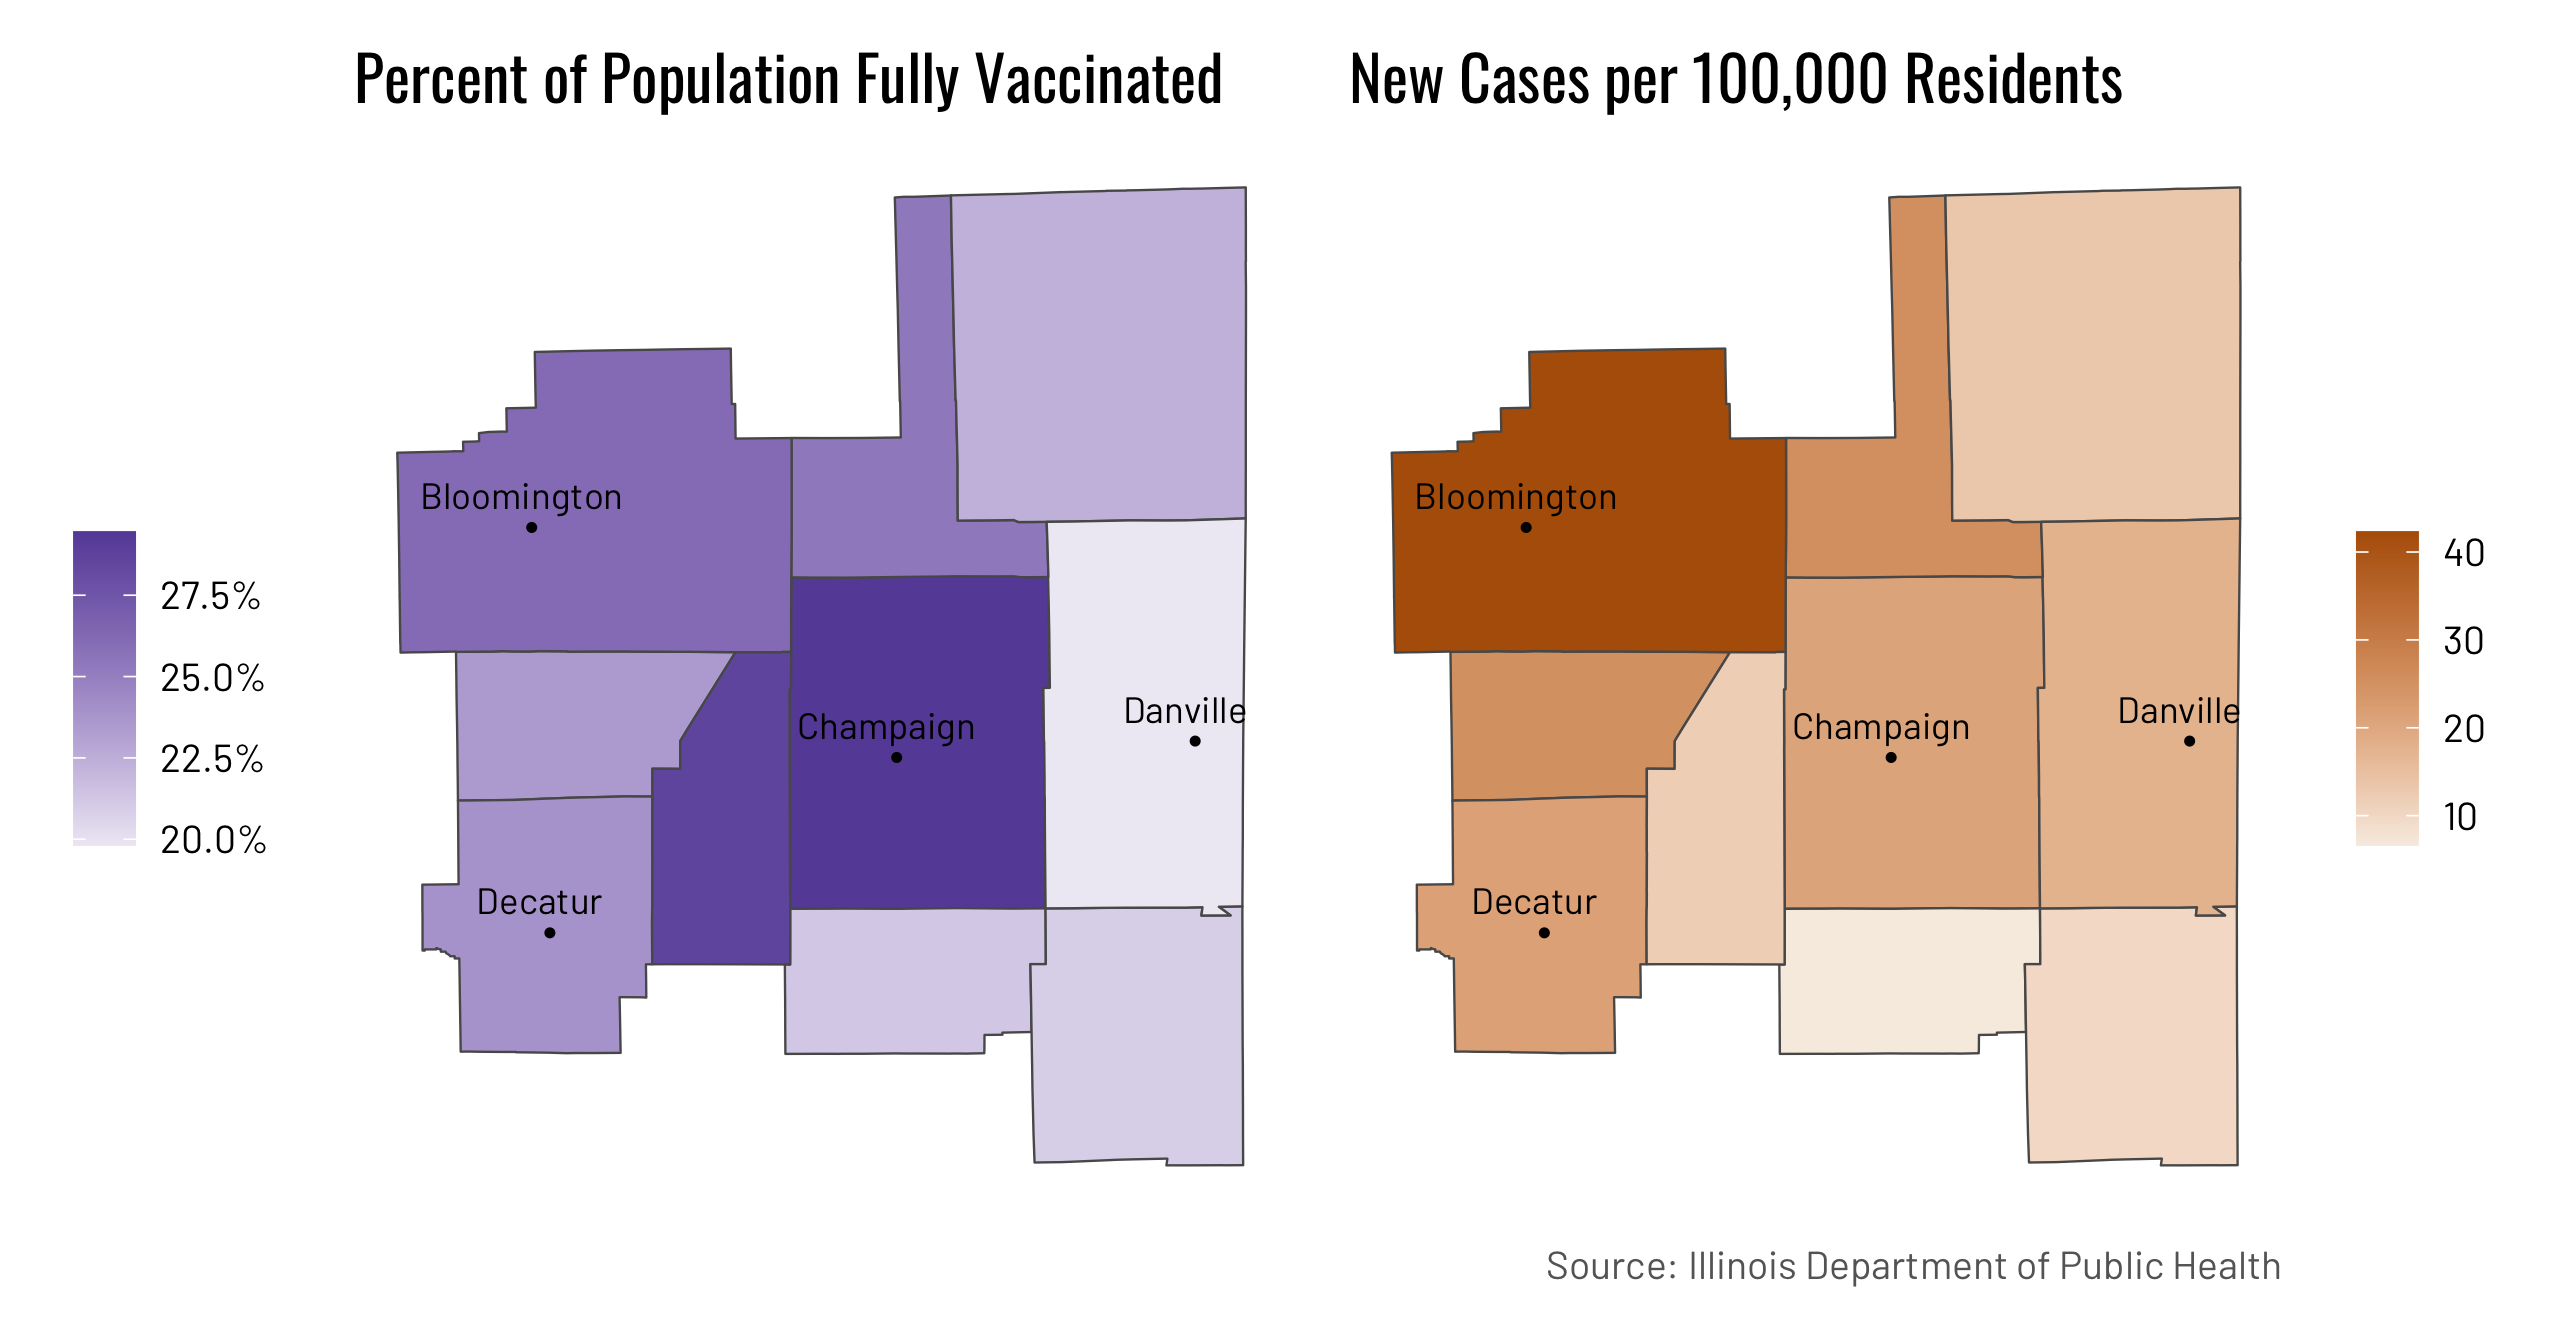 Percent of Population Fully Vaccinated
New Cases per 100,000 Residents
Bloomington
Champaign
Danville
Decatur
27.5%
25.0%
22.5%
20.0%
Bloomington
Champaign
Danville
Decatur
40
30
20
10
Source: Illinois Department of Public Health